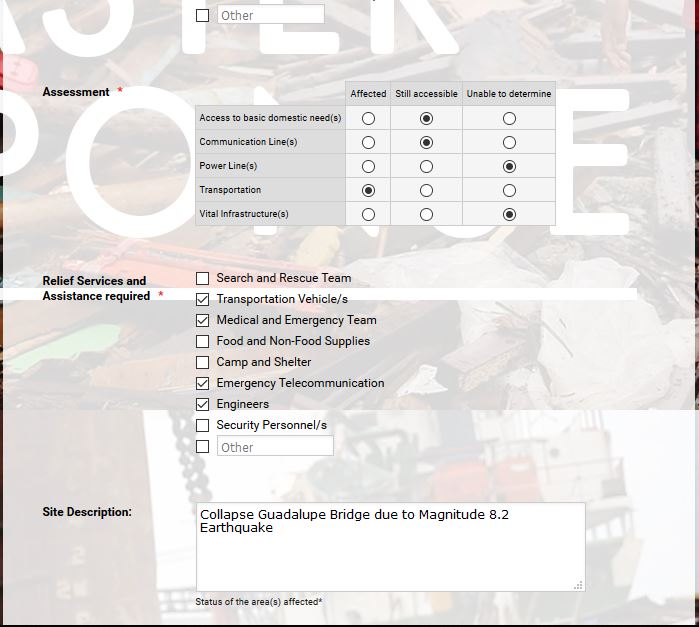 Other
ASTER
PONSE
Assessment *
Affected Still accessible Unable to determine
Access to basic domestic need(s)
Communication Line(s)
Power Line(s)
Transportation
Vital Infrastructure(s)
Relief Services and
Assistance required *
Search and Rescue Team
Transportation Vehicle/s
Medical and Emergency Team
Food and Non-Food Supplies
Camp and Shelter
Emergency Telecommunication
Engineers
Security Personnel/s
Other
Site Description:
Collapse Guadalupe Bridge due to Magnitude 8.2
Earthquake
Status of the area(s) affected*